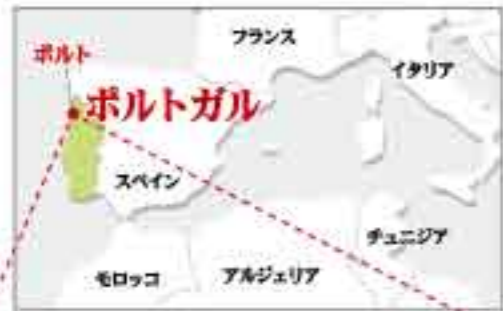 フランス
ポルト
イタリア
ポルトガル
スペイン
チュニジア
モロッコ
アルジェリア